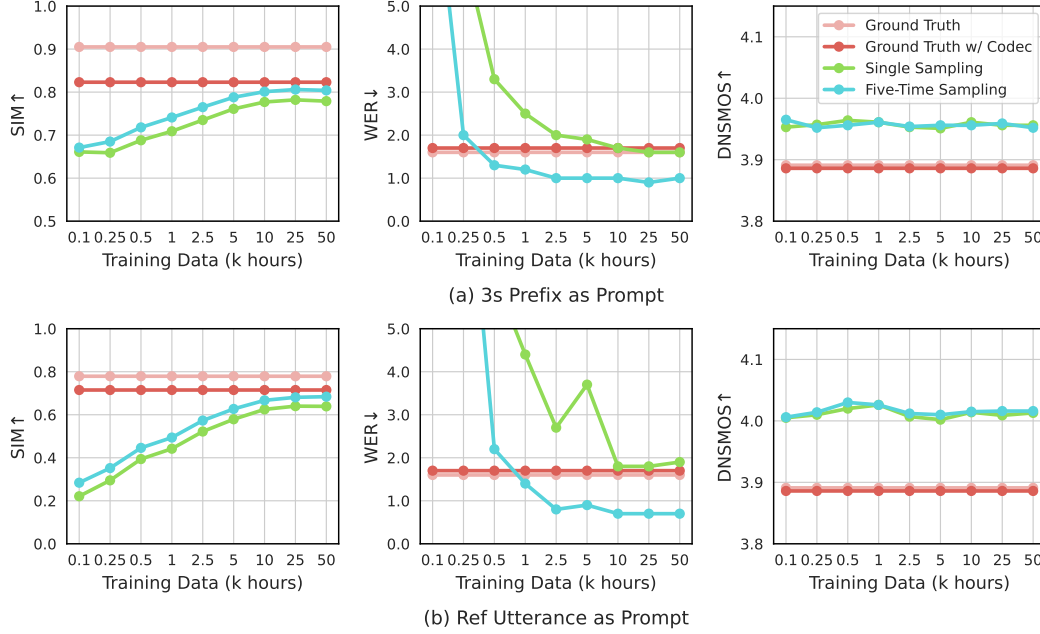 1.0
0.9
0.8
0.7
0.6
0.5
SIM↑
0.1 0.25 0.5 1 2.5 5 10 25 50
Training Data (k hours)
5.0
4.0
3.0
2.0
1.0
0.0
WER↓
0.1 0.25 0.5 1 2.5 5 10 25 50
Training Data (k hours)
4.1
4.0
3.9
3.8
DNSMOS↑
0.1 0.25 0.5 1 2.5 5 10 25 50
Training Data (k hours)
Ground Truth
Ground Truth w/ Codec
Single Sampling
Five-Time Sampling
(a) 3s Prefix as Prompt
1.0
0.8
0.6
0.4
0.2
0.0
SIM↑
0.1 0.25 0.5 1 2.5 5 10 25 50
Training Data (k hours)
5.0
4.0
3.0
2.0
1.0
0.0
WER↓
0.1 0.25 0.5 1 2.5 5 10 25 50
Training Data (k hours)
4.1
4.0
3.9
3.8
DNSMOS↑
0.1 0.25 0.5 1 2.5 5 10 25 50
Training Data (k hours)
(b) Ref Utterance as Prompt